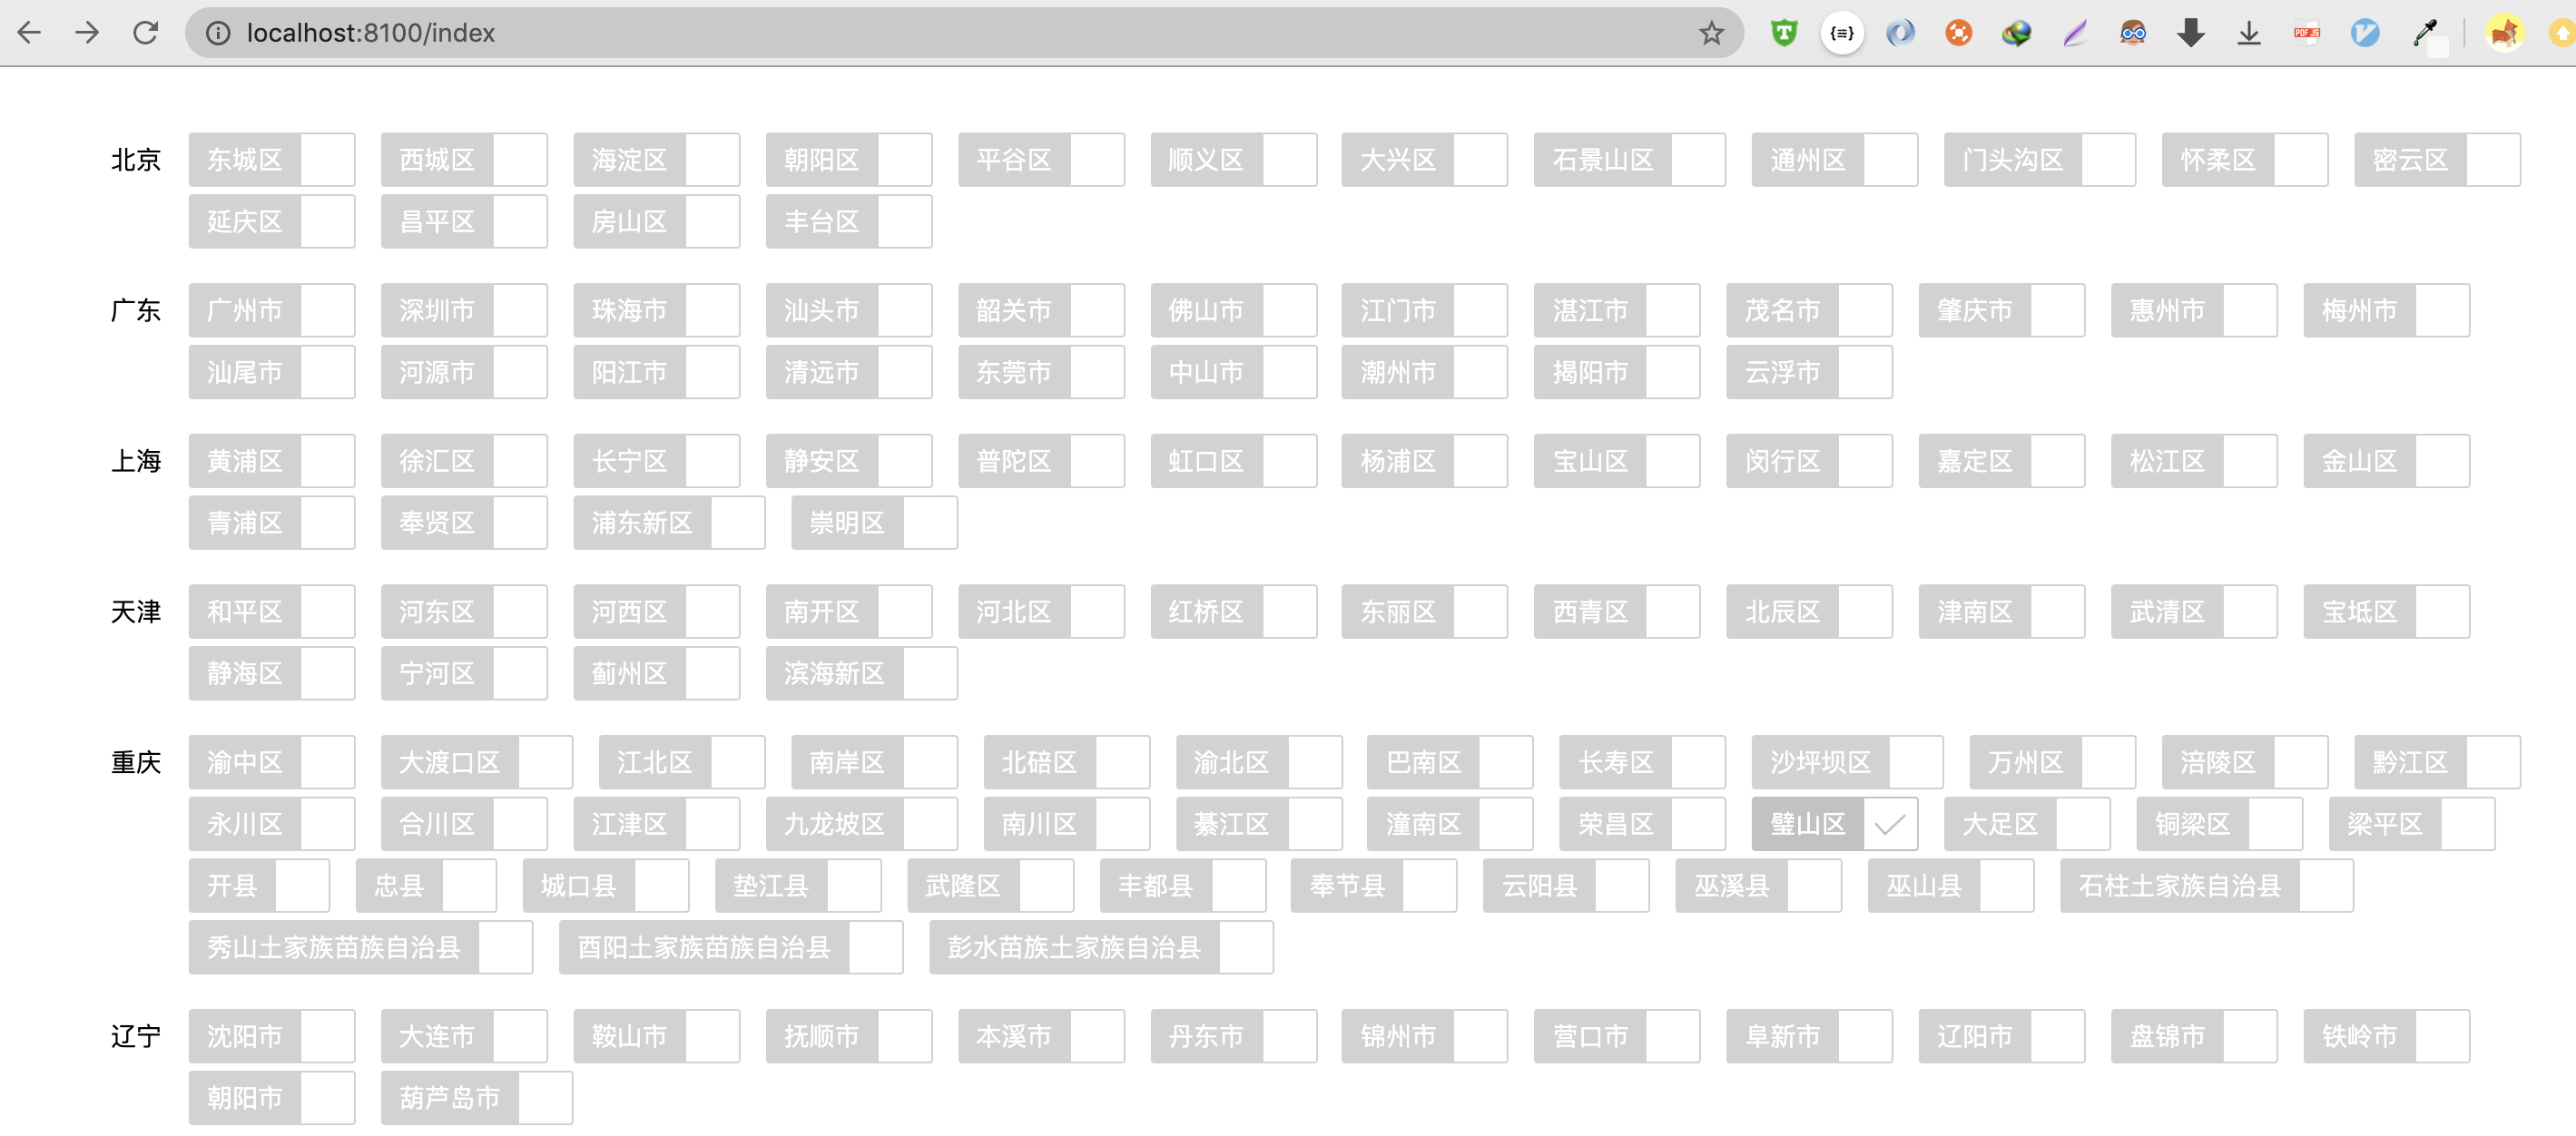 localhost:8100/index
北京 东城区 西城区 海淀区 朝阳区 平谷区 顺义区 大兴区 石景山区 通州区 门头沟区 怀柔区 密云区
延庆区 昌平区 房山区 丰台区
广东 广州市 深圳市 珠海市 汕头市 韶关市 佛山市 江门市 湛江市 茂名市 肇庆市 惠州市 梅州市
汕尾市 河源市 阳江市 清远市 东莞市 中山市 潮州市 揭阳市 云浮市
上海 黄浦区 徐汇区 长宁区 静安区 普陀区 虹口区 杨浦区 宝山区 闵行区 嘉定区 松江区 金山区
青浦区 奉贤区 浦东新区 崇明区
天津 和平区 河东区 河西区 南开区 河北区 红桥区 东丽区 西青区 北辰区 津南区 武清区 宝坻区
静海区 宁河区 蓟州区 滨海新区
重庆 渝中区 大渡口区 江北区 南岸区 北碚区 渝北区 巴南区 长寿区 沙坪坝区 万州区 涪陵区 黔江区
永川区 合川区 江津区 九龙坡区 南川区 綦江区 潼南区 荣昌区 璧山区 大足区 铜梁区 梁平区
开县 忠县 城口县 垫江县 武隆区 丰都县 奉节县 云阳县 巫溪县 巫山县 石柱土家族自治县
秀山土家族苗族自治县 酉阳土家族苗族自治县 彭水苗族土家族自治县
辽宁 沈阳市 大连市 鞍山市 抚顺市 本溪市 丹东市 锦州市 营口市 阜新市 辽阳市 盘锦市 铁岭市
朝阳市 葫芦岛市